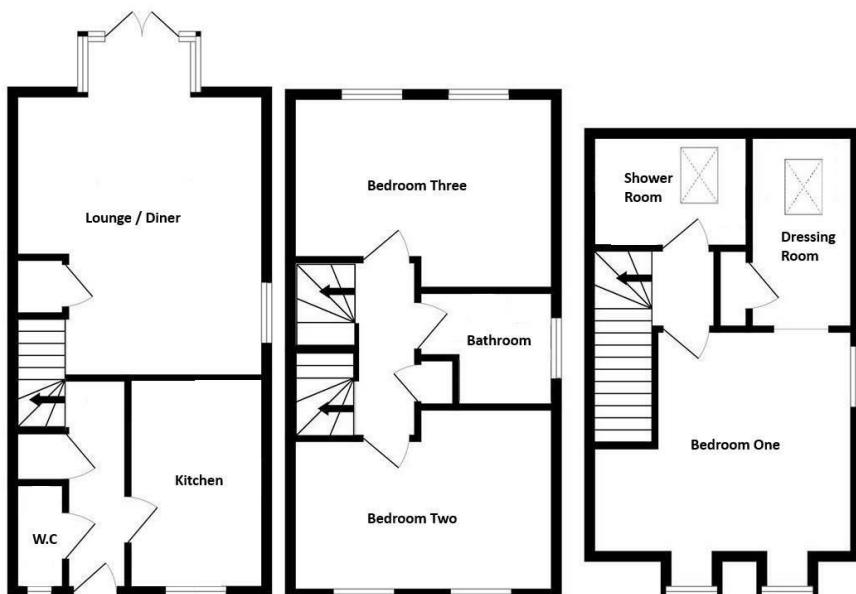 Lounge / Diner
Kitchen
W.C
Bedroom Three
Bathroom
Bedroom Two
Shower
Room
Dressing
Room
Bedroom One